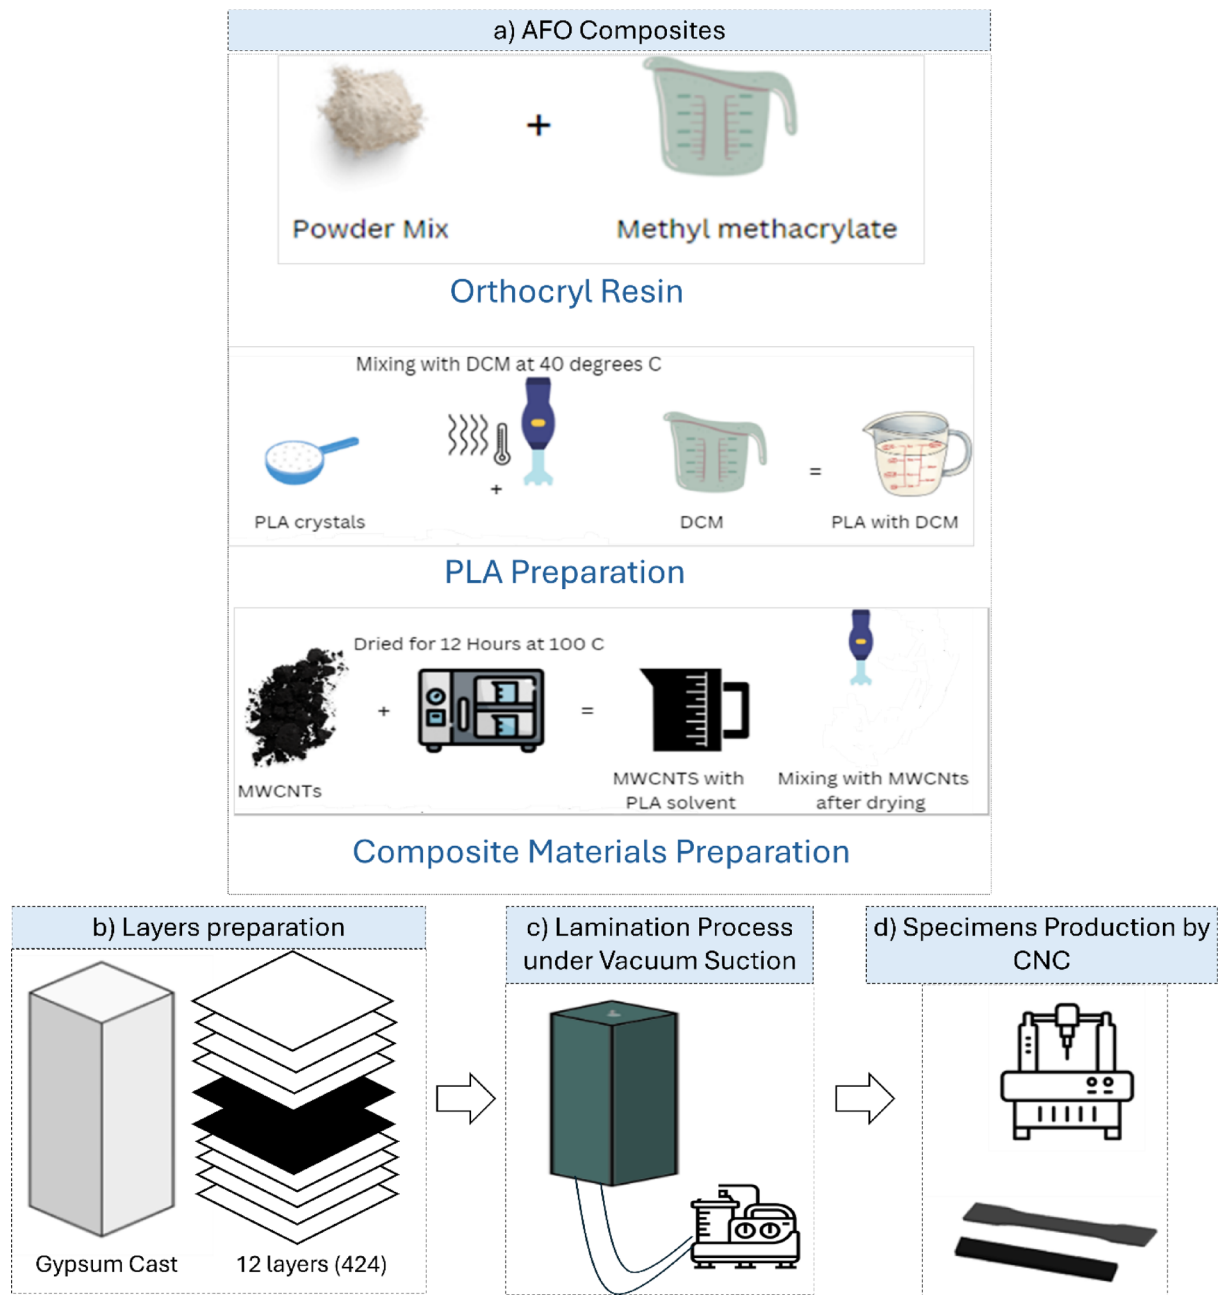 a) AFO Composites
+
Powder Mix
Methyl methacrylate
Orthocryl Resin
Mixing with DCM at 40 degrees C
+
=
PLA crystals
DCM
PLA with DCM
PLA Preparation
Dried for 12 Hours at 100 C
+
=
MWCNTs
MWCNTS with
PLA solvent
Mixing with MWCNts
after drying
Composite Materials Preparation
b) Layers preparation
Gypsum Cast
12 layers (424)
c) Lamination Process
under Vacuum Suction
d) Specimens Production by
CNC